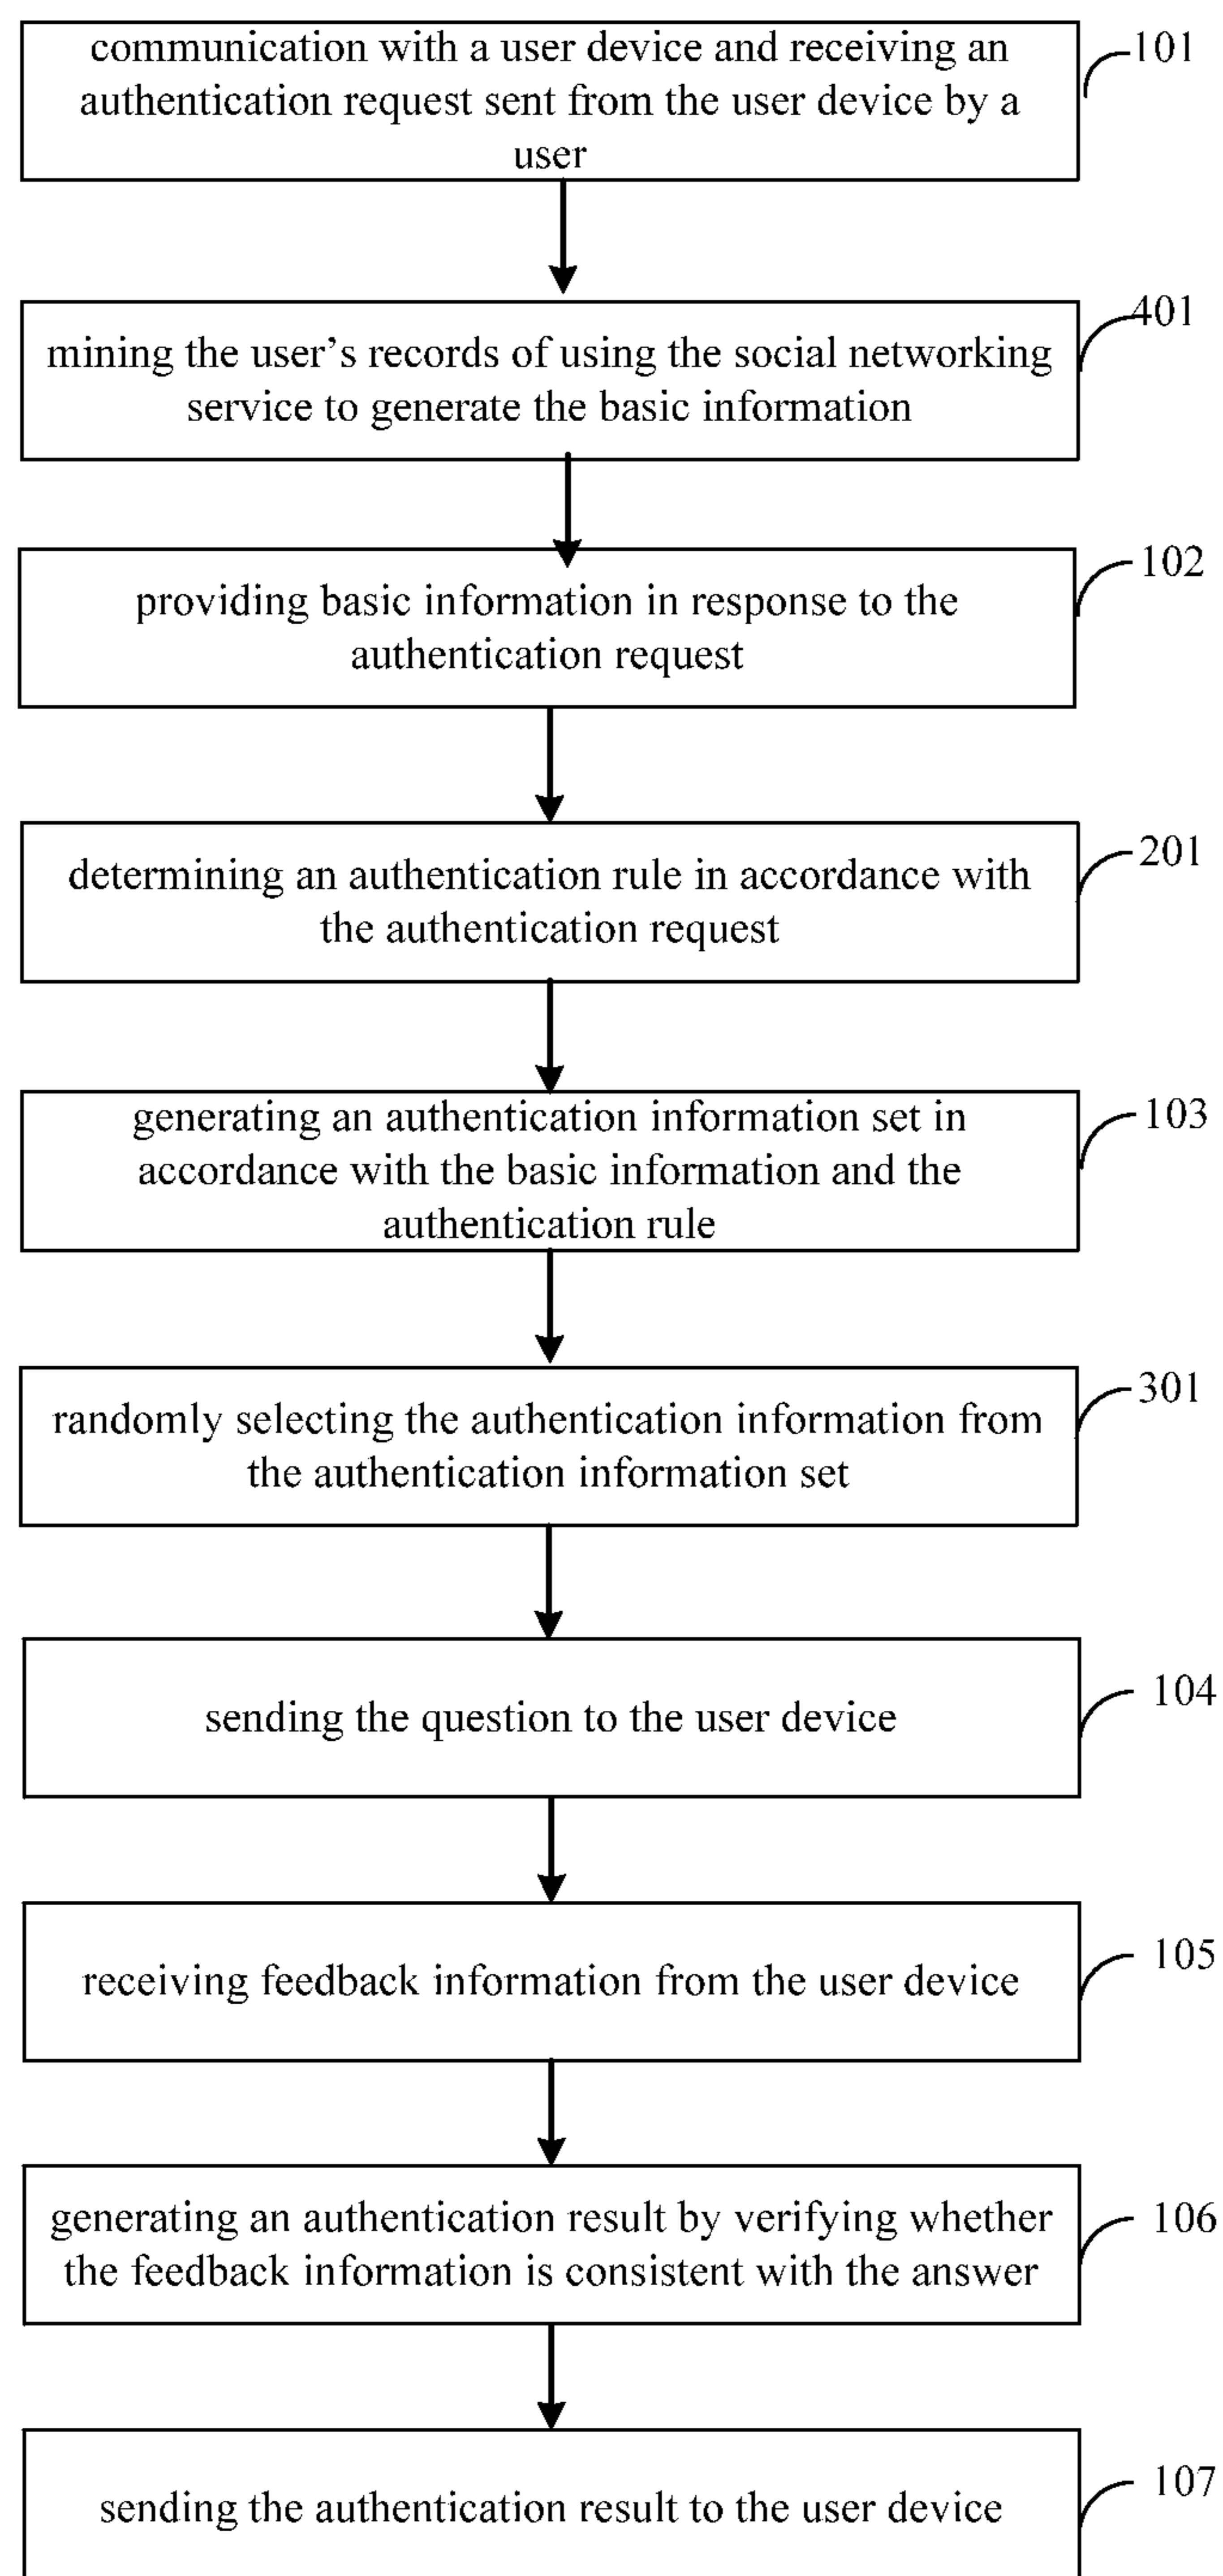 communication with a user device and receiving an
authentication request sent from the user device by a
user
101
mining the user’s records of using the social networking
service to generate the basic information
401
providing basic information in response to the
authentication request
102
determining an authentication rule in accordance with
the authentication request
201
generating an authentication information set in
accordance with the basic information and the
authentication rule
103
randomly selecting the authentication information from
the authentication information set
301
sending the question to the user device
104
receiving feedback information from the user device
105
generating an authentication result by verifying whether
the feedback information is consistent with the answer
106
sending the authentication result to the user device
107